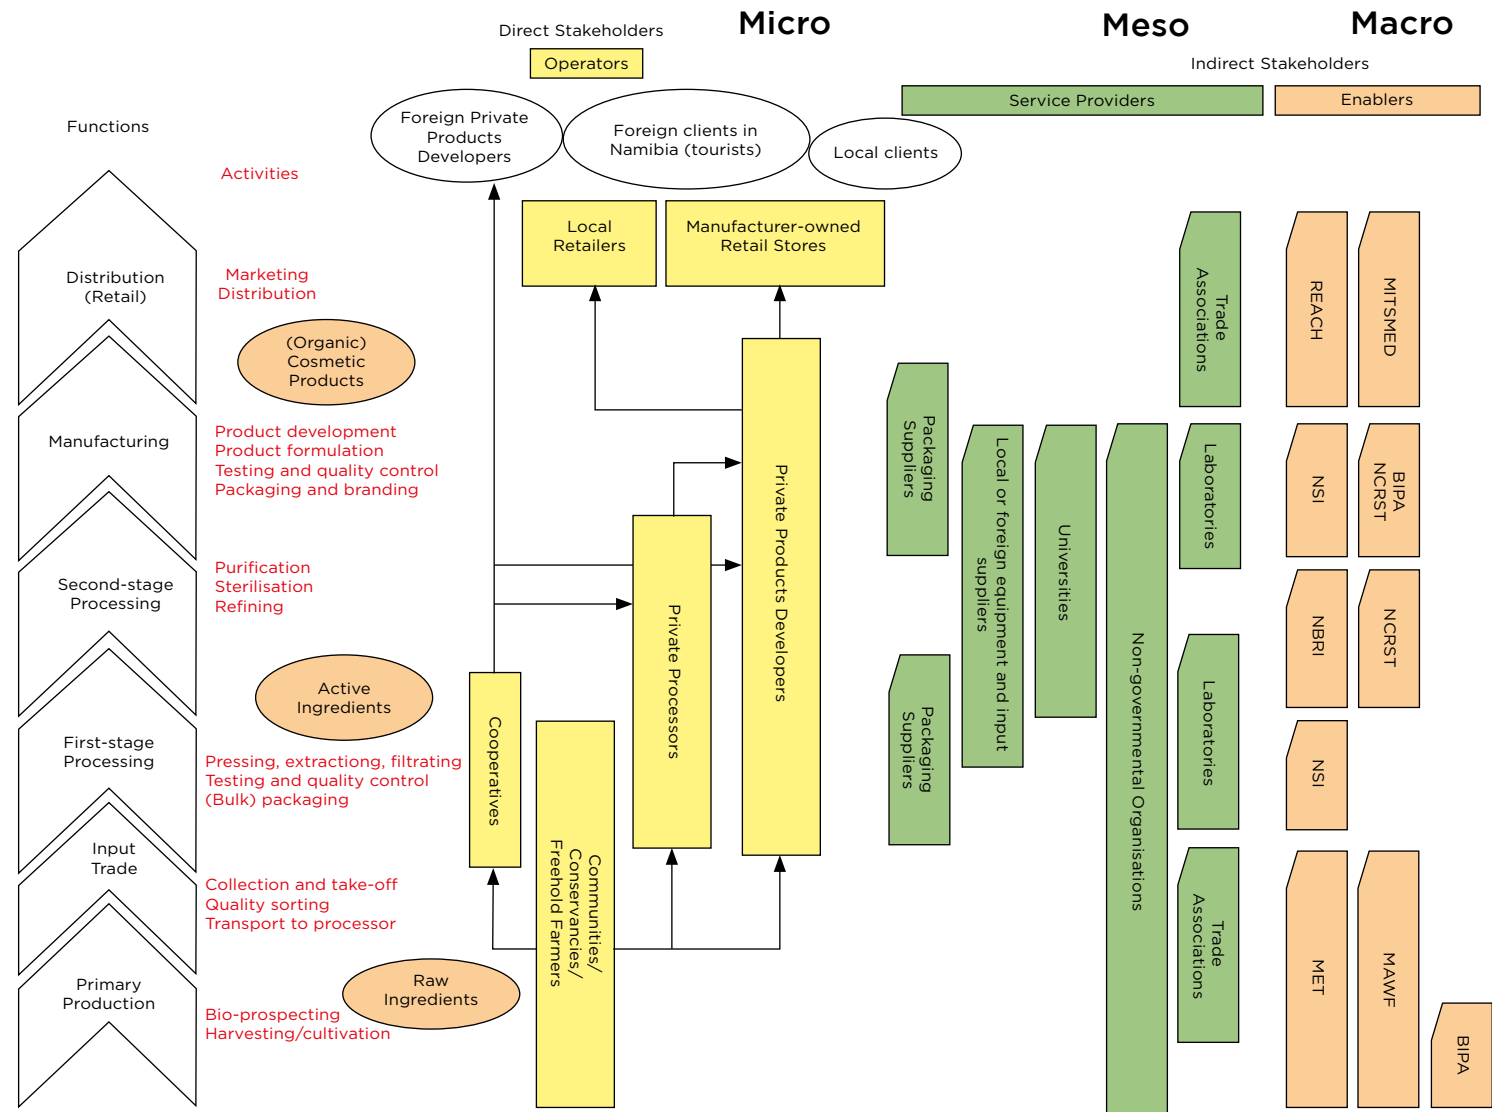 Micro
Meso
Macro
Direct Stakeholders
Operators
Indirect Stakeholders
Service Providers
Enablers
Functions
Activities
Foreign Private
Products
Developers
Foreign clients in
Namibia (tourists)
Local clients
Local
Retailers
Manufacturer-owned
Retail Stores
Distribution
(Retail)
Marketing
Distribution
(Organic)
Cosmetic
Products
Manufacturing
Product development
Product formulation
Testing and quality control
Packaging and branding
Second-stage
Processing
Purification
Sterilisation
Refining
Active
Ingredients
First-stage
Processing
Pressing, extractiong, filtrating
Testing and quality control
(Bulk) packaging
Input
Trade
Collection and take-off
Quality sorting
Transport to processor
Raw
Ingredients
Primary
Production
Bio-prospecting
Harvesting/cultivation
Cooperatives
Communities/
Conservancies/
Freehold Farmers
Private Processors
Private Products Developers
Packaging
Suppliers
Packaging
Suppliers
Local or foreign equipment and input
suppliers
Universities
Non-governmental Organisations
Trade
Associations
Laboratories
Laboratories
Trade
Associations
REACH
MITSMED
NSI
BIPA
NCRST
NBRI
NCRST
NSI
MET
MAWF
BIPA